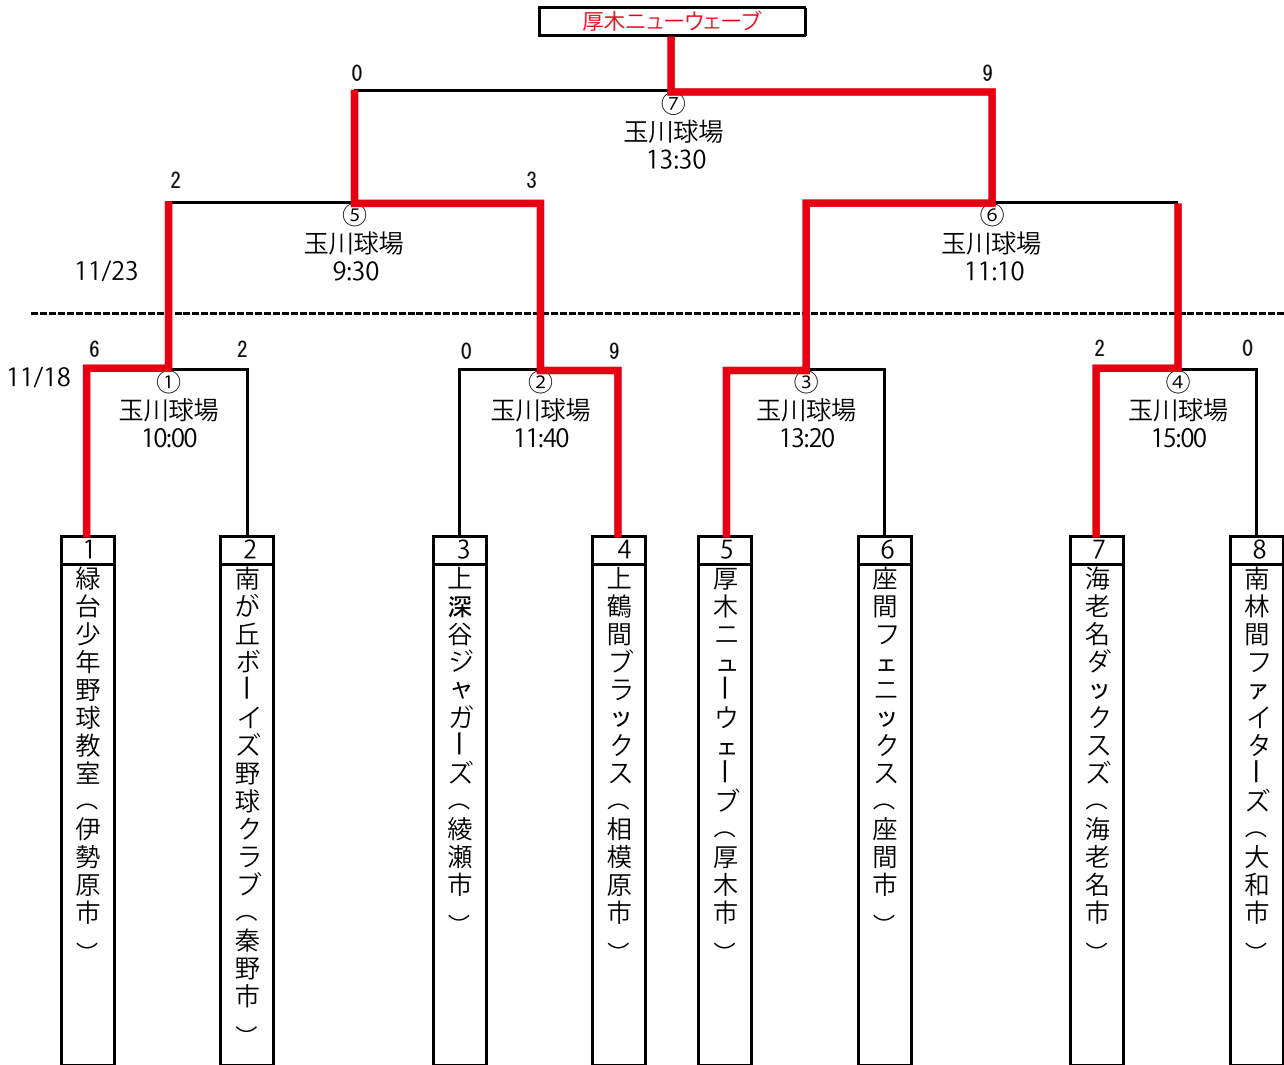 厚木ニューウェーブ
0
9
⑦
玉川球場
13:30
2
3
⑤
玉川球場
9:30
⑥
玉川球場
11:10
11/23
11/18
6
2
①
玉川球場
10:00
0
9
②
玉川球場
11:40
③
玉川球場
13:20
2
0
④
玉川球場
15:00
1
緑台少年野球教室(伊勢原市)
2
南が丘ボーイズ野球クラブ(秦野市)
3
上深谷ジャガーズ(綾瀬市)
4
上鶴間ブラックス(相模原市)
5
厚木ニューウェーブ(厚木市)
6
座間フェニックス(座間市)
7
海老名ダックスズ(海老名市)
8
南林間ファイターズ(大和市)